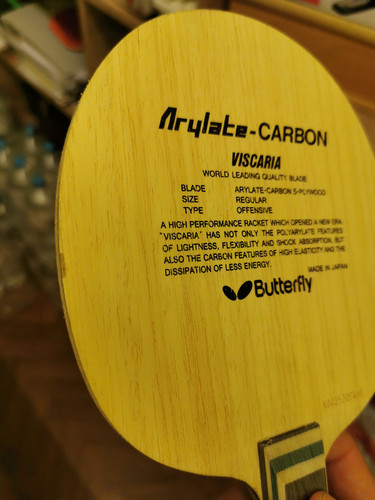 Arylate-CARBON
VISCARIA
WORLD LEADING QUALITY BLADE
BLADE ARYLATE-CARBON 5-PLYWOOD
SIZE REGULAR
TYPE OFFENSIVE
A HIGH PERFORMANCE RACKET WHICH OPENED A NEW ERA.
"VISCARIA" HAS NOT ONLY THE POLYARYLATE FEATURES
OF LIGHTNESS, FLEXIBILITY AND SHOCK ABSORPTION, BUT
ALSO THE CARBON FEATURES OF HIGH ELASTICITY AND THE
DISSIPATION OF LESS ENERGY.
MADE IN JAPAN
Butterfly